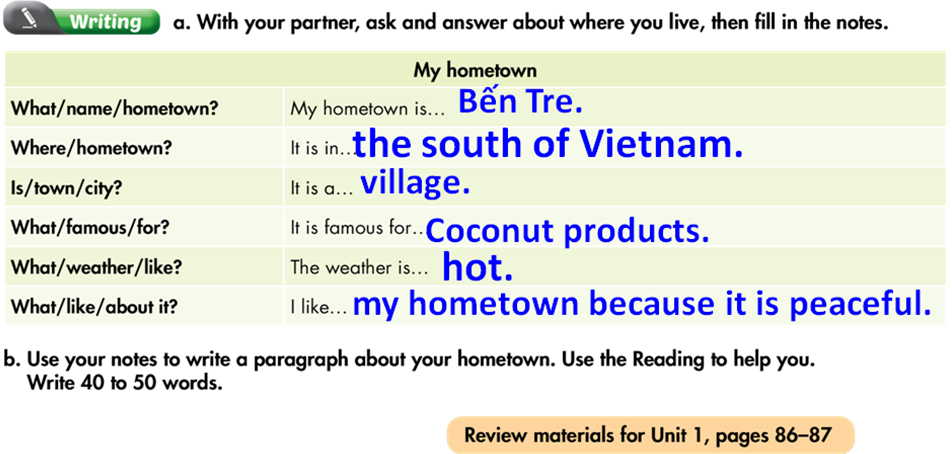 Writing a. With your partner, ask and answer about where you live, then fill in the notes.
My hometown
What/name/hometown? My hometown is... Bến Tre.
Where/hometown? It is in...the south of Vietnam.
Is/town/city? It is a... village.
What/famous/for? It is famous for...Coconut products.
What/weather/like? The weather is... hot.
What/like/about it? I like... my hometown because it is peaceful.
b. Use your notes to write a paragraph about your hometown. Use the Reading to help you.
Write 40 to 50 words.
Review materials for Unit 1, pages 86–87